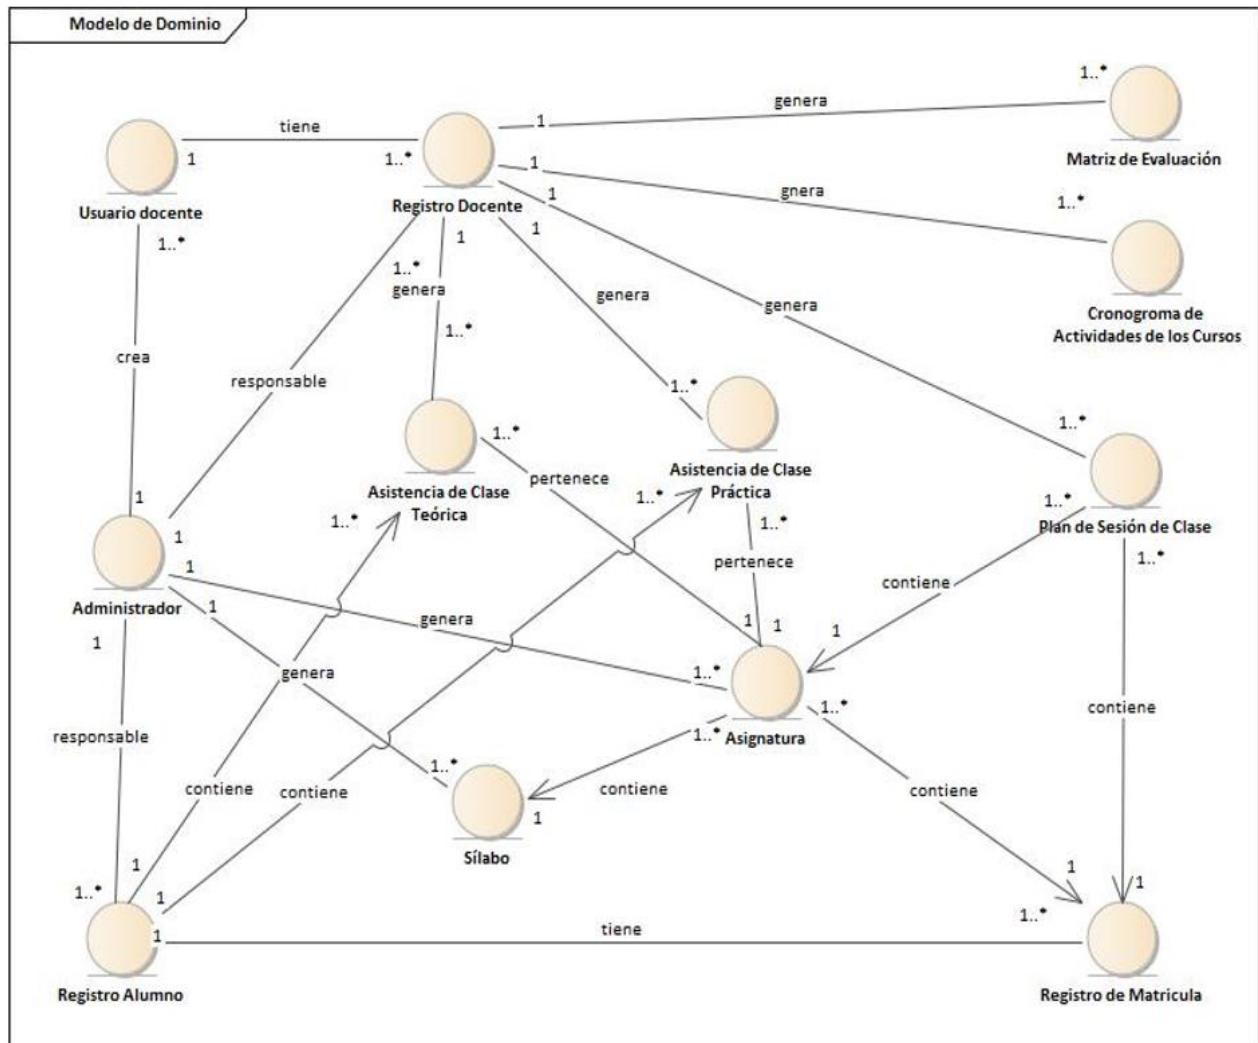 Modelo de Dominio
1..*
genera
1
Matriz de Evaluación
tiene
1
1..*
Usuario docente
Registro Docente
1
gnera
1..*
Cronograma de
Actividades de los Cursos
1
genera
1..*
1
genera
1..*
1
genera
1..*
1..*
responsable
1
1..*
crea
1
Asistencia de Clase
Teórica
1..*
pertenece
1
Asistencia de Clase
Práctica
1..*
1..*
pertenece
1
Plan de Sesión de Clase
1..*
contiene
1
1..*
contiene
1
Administrador
1
genera
1..*
1
genera
1..*
1
responsable
1..*
1..*
contiene
1
contiene
1
Asignatura
1..*
contiene
1
1..*
contiene
1
Sílabo
1
tiene
1..*
Registro Alumno
Registro de Matricula